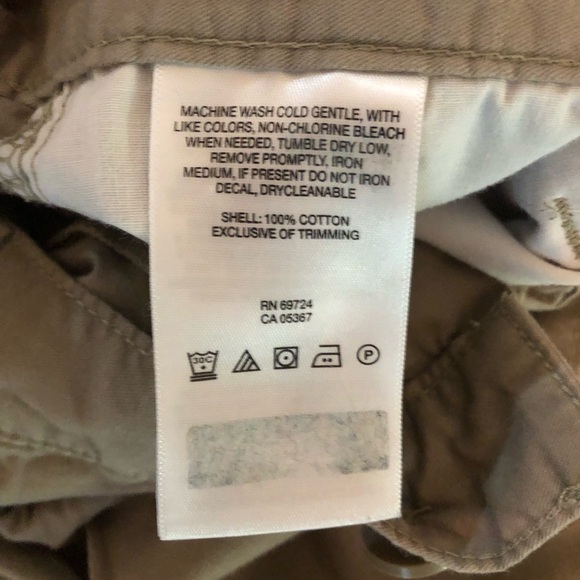 MACHINE WASH COLD GENTLE, WITH
LIKE COLORS, NON-CHLORINE BLEACH
WHEN NEEDED, TUMBLE DRY LOW,
REMOVE PROMPTLY, IRON
MEDIUM, IF PRESENT DO NOT IRON
DECAL, DRYCLEANABLE
SHELL: 100% COTTON
EXCLUSIVE OF TRIMMING
RN 69724
CA 05367
30C P